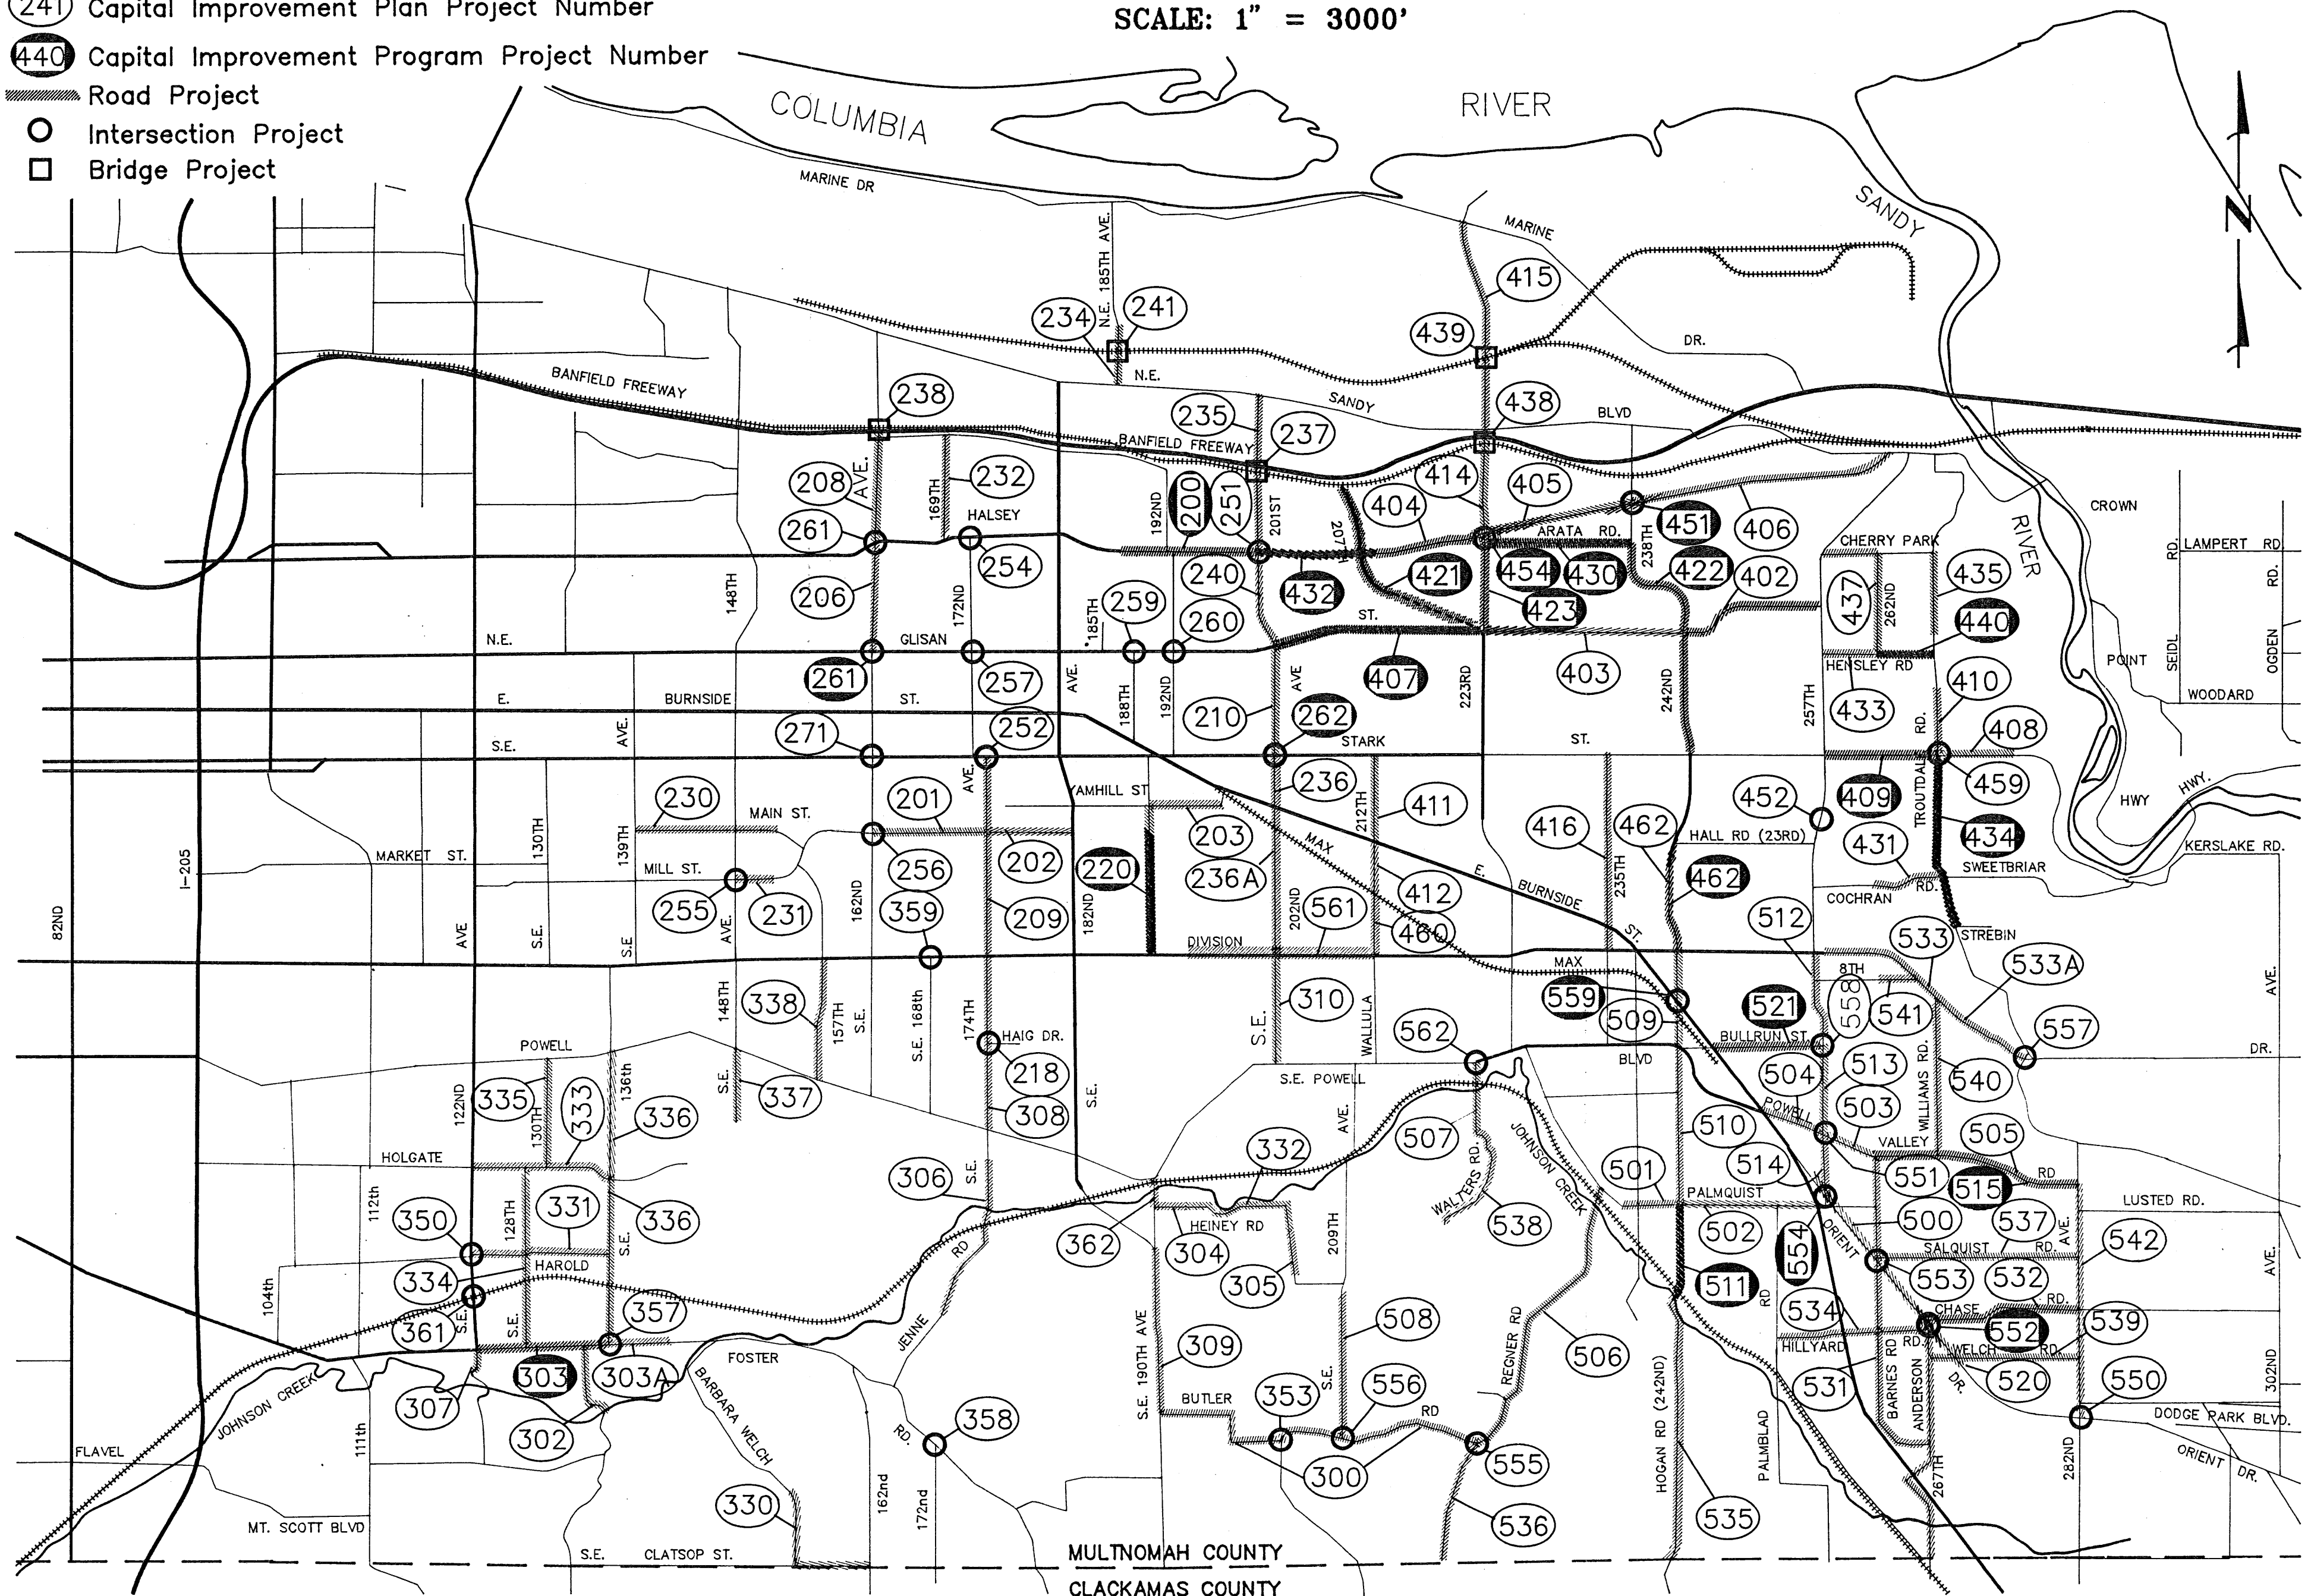 241 Capital Improvement Plan Project Number
SCALE: 1" = 3000'
440 Capital Improvement Program Project Number
Road Project
Intersection Project
Bridge Project
COLUMBIA
RIVER
MARINE DR
SANDY
N
MARINE
N.E. 185TH AVE.
415
241
234
439
DR.
N.E.
BANFIELD FREEWAY
238
SANDY
438
BLVD
235
237
BANFIELD FREEWAY
AVE.
208
169TH
232
192ND
200
251
201ST
207TH
414
404
405
451
406
CROWN
RIVER
HALSEY
261
254
ARATA RD.
238TH
CHERRY PARK
LAMPERT RD
RD.
OGDEN RD.
148TH
206
172ND
240
432
421
454
430
422
402
437
262ND
435
423
440
185TH
259
260
ST.
N.E.
GLISAN
261
257
407
403
HENSLEY RD
POINT
SEIDL
AVE.
188TH
192ND
AVE
223RD
242ND
257TH
433
410
WOODARD
E.
BURNSIDE
ST.
210
262
RD.
408
271
252
S.E.
AVE.
STARK
ST.
236
459
230
MAIN ST.
201
AVE.
YAMHILL ST
203
212TH
411
452
409
TROUTDALE
HWY
HWY.
130TH
139TH
MAX
416
462
HALL RD (23RD)
431
434
KERSLAKE RD.
MARKET ST.
MILL ST.
256
202
220
236A
412
E.
BURNSIDE
235TH
462
RD.
SWEETBRIAR
COCHRAN
I-205
82ND
255
231
AVE.
162ND
359
209
182ND
202ND
561
460
ST.
512
533
STREBIN
AVE
S.E.
S.E
DIVISION
MAX
8TH
533A
AVE.
338
148TH
157TH
S.E.
S.E. 168th
174TH
HAIG DR.
S.E.
310
WALLULA
562
559
509
521
558
541
557
BULLRUN ST.
POWELL
BLVD
DR.
122ND
335
130TH
333
136th
336
S.E.
337
218
308
S.E.
S.E. POWELL
504
513
503
WILLIAMS RD.
540
AVE.
507
POWELL
VALLEY
505
HOLGATE
332
JOHNSON CREEK
510
514
551
515
RD
112th
128TH
331
306
S.E.
WALTERS RD.
501
PALMQUIST
LUSTED RD.
350
336
S.E.
362
HEINEY RD
304
209TH
538
502
500
537
AVE.
334
HAROLD
305
554
ORIENT
SALQUIST RD.
553
532
542
104th
361
S.E.
S.E.
357
RD
JENNE
511
RD
534
CHASE RD.
AVE.
508
REGNER RD
506
552
539
HILLYARD RD.
WELCH RD.
303
303A
FOSTER
309
HOGAN RD (242ND)
531
BARNES RD
ANDERSON
DR.
520
302ND
307
JOHNSON CREEK
BARBARA WELCH
S.E. 190TH AVE
BUTLER
353
S.E.
556
RD
550
DODGE PARK BLVD.
302
RD.
358
FLAVEL
111th
300
555
PALMBLAD
267TH
282ND
ORIENT DR.
330
162nd
172nd
536
535
MT. SCOTT BLVD
S.E. CLATSOP ST.
MULTNOMAH COUNTY
CLACKAMAS COUNTY